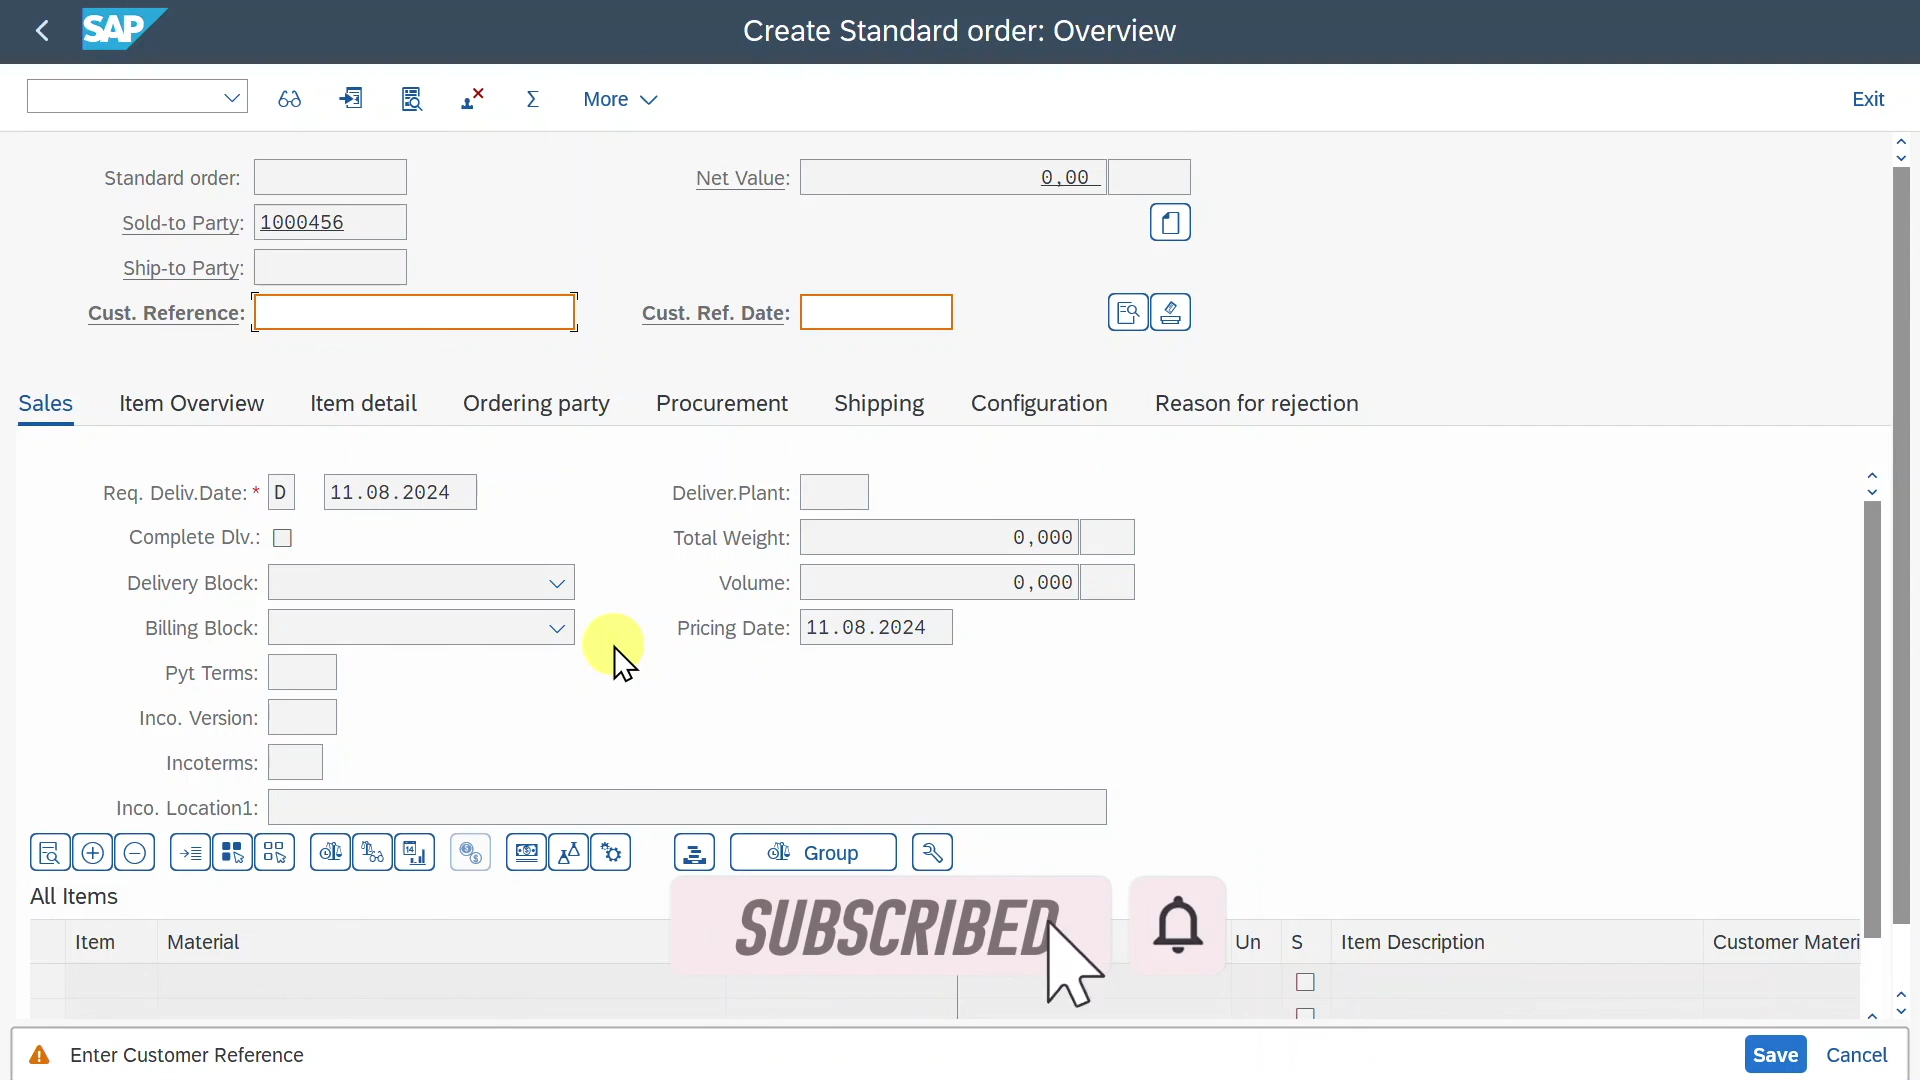 SAP
Create Standard order: Overview
More
Exit
Standard order:
Net Value: 0,00
Sold-to Party: 1000456
Ship-to Party:
Cust. Reference:
Cust. Ref. Date:
Sales Item Overview Item detail Ordering party Procurement Shipping Configuration Reason for rejection
Req. Deliv.Date: * D 11.08.2024
Deliver.Plant:
Complete Dlv.:
Total Weight: 0,000
Delivery Block:
Volume: 0,000
Billing Block:
Pricing Date: 11.08.2024
Pyt Terms:
Inco. Version:
Incoterms:
Inco. Location1:
Group
All Items
SUBSCRIBED
Item Material Un S Item Description Customer Materi
Enter Customer Reference
Save Cancel